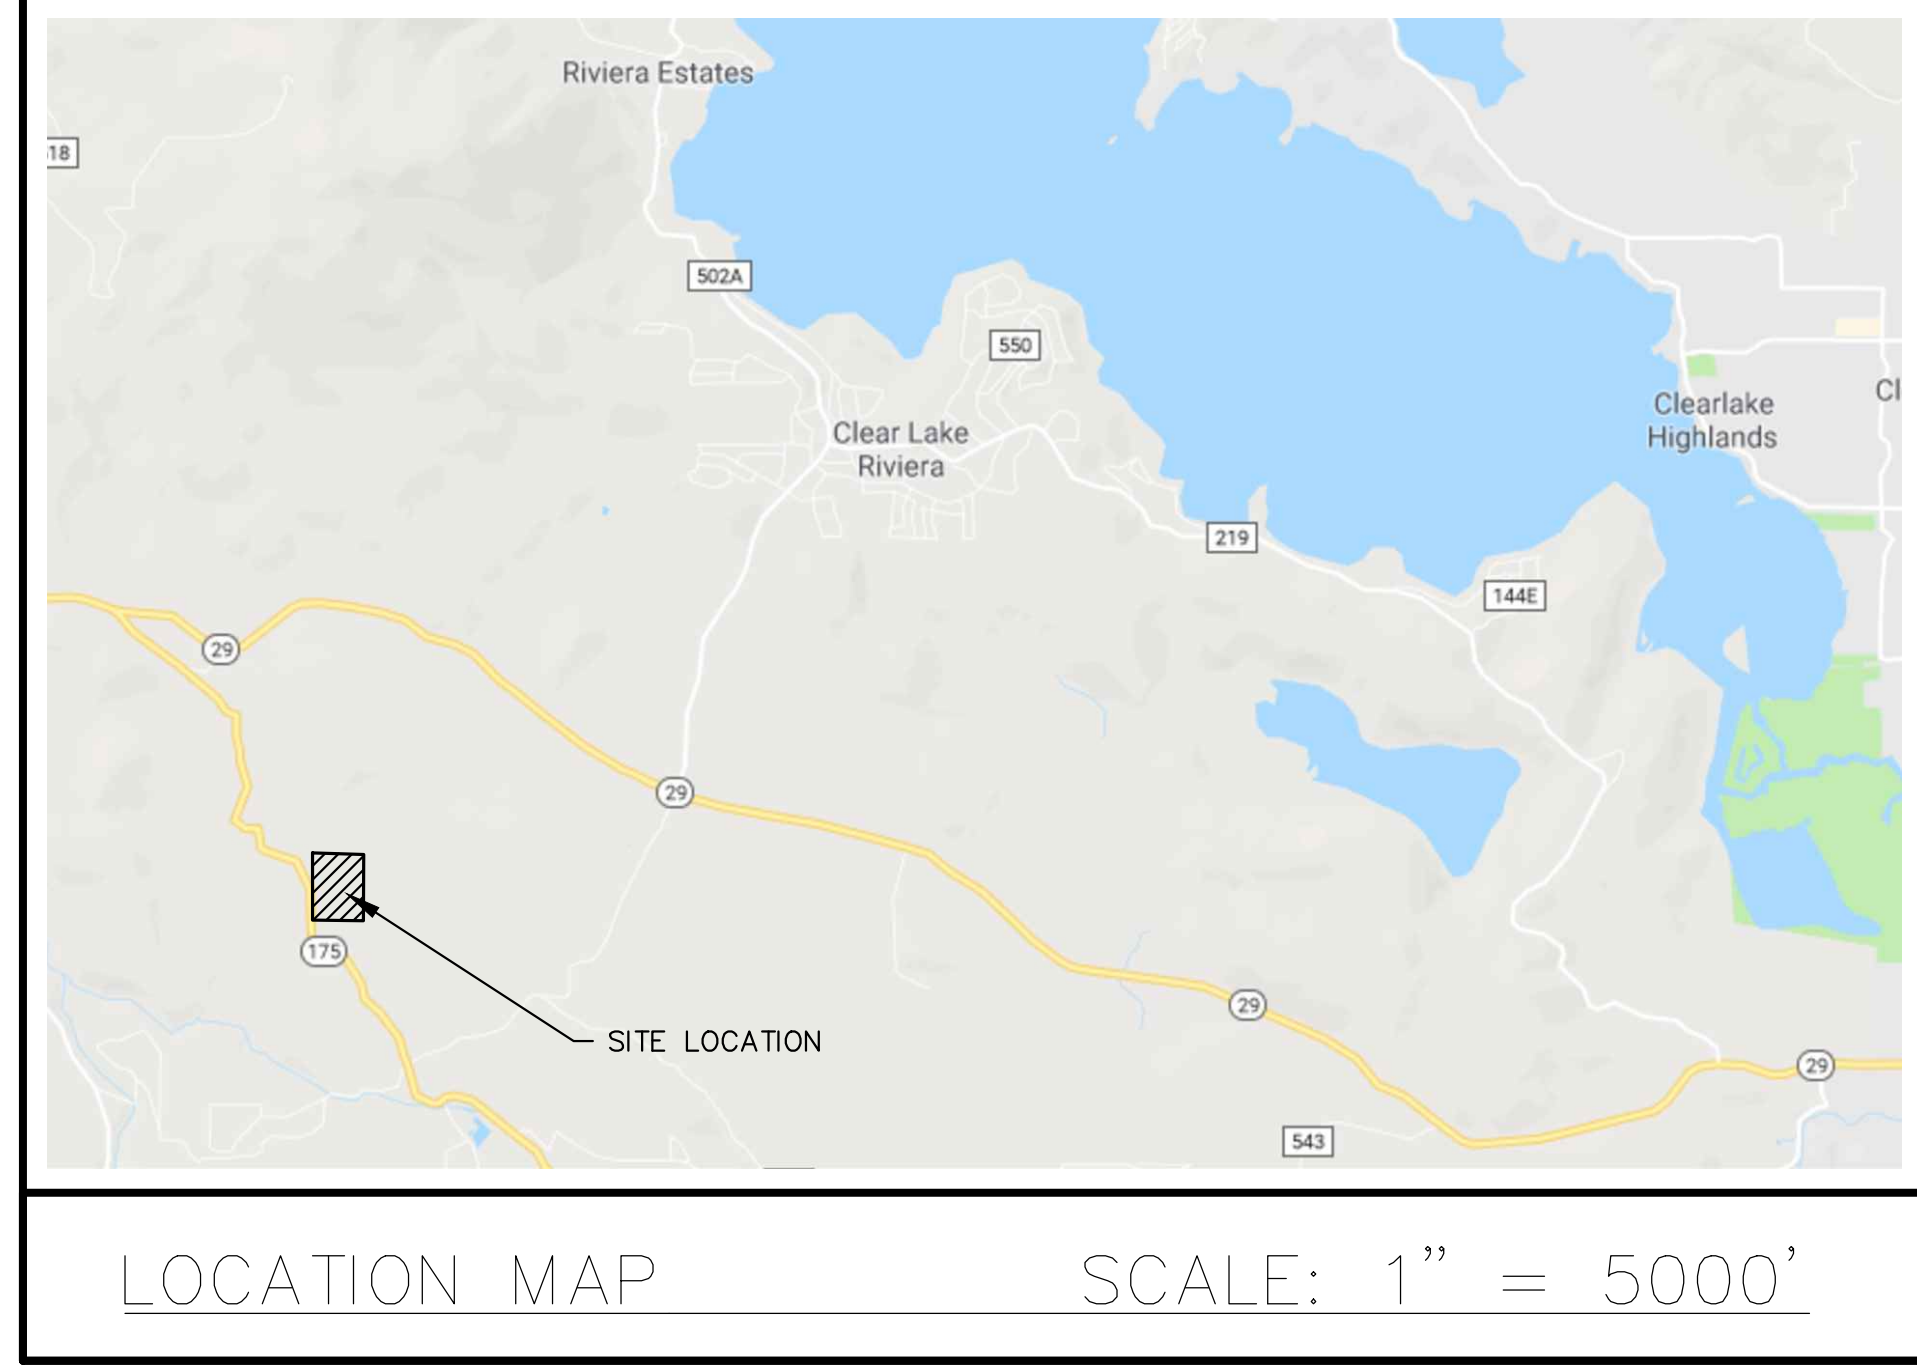 Riviera Estates
18
502A
550
Clearlake
Highlands
Cl
Clear Lake
Riviera
219
144E
29
29
175
29
SITE LOCATION
29
543
LOCATION MAP SCALE: 1” = 5000’